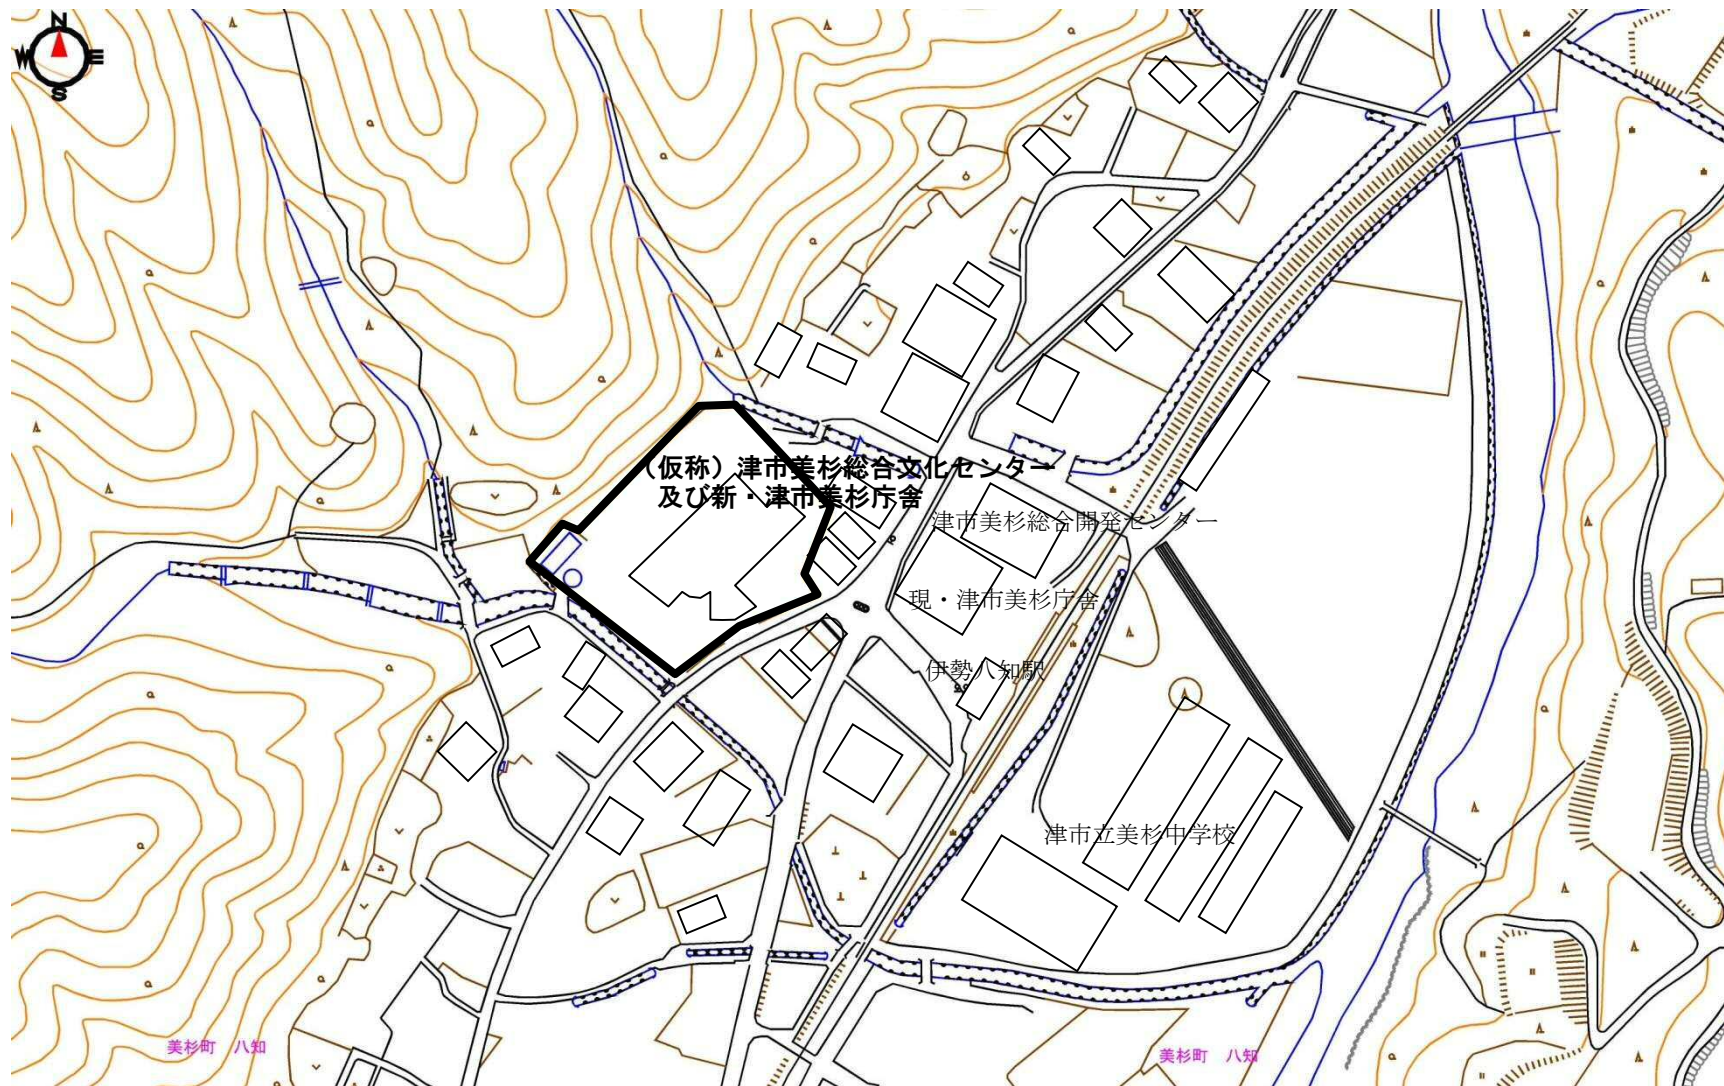 N
W E
S
（仮称）津市美杉総合文化センター
及び新・津市美杉庁舎
津市美杉総合開発センター
現・津市美杉庁舎
伊勢八知駅
津市立美杉中学校
美杉町 八知
美杉町 八知